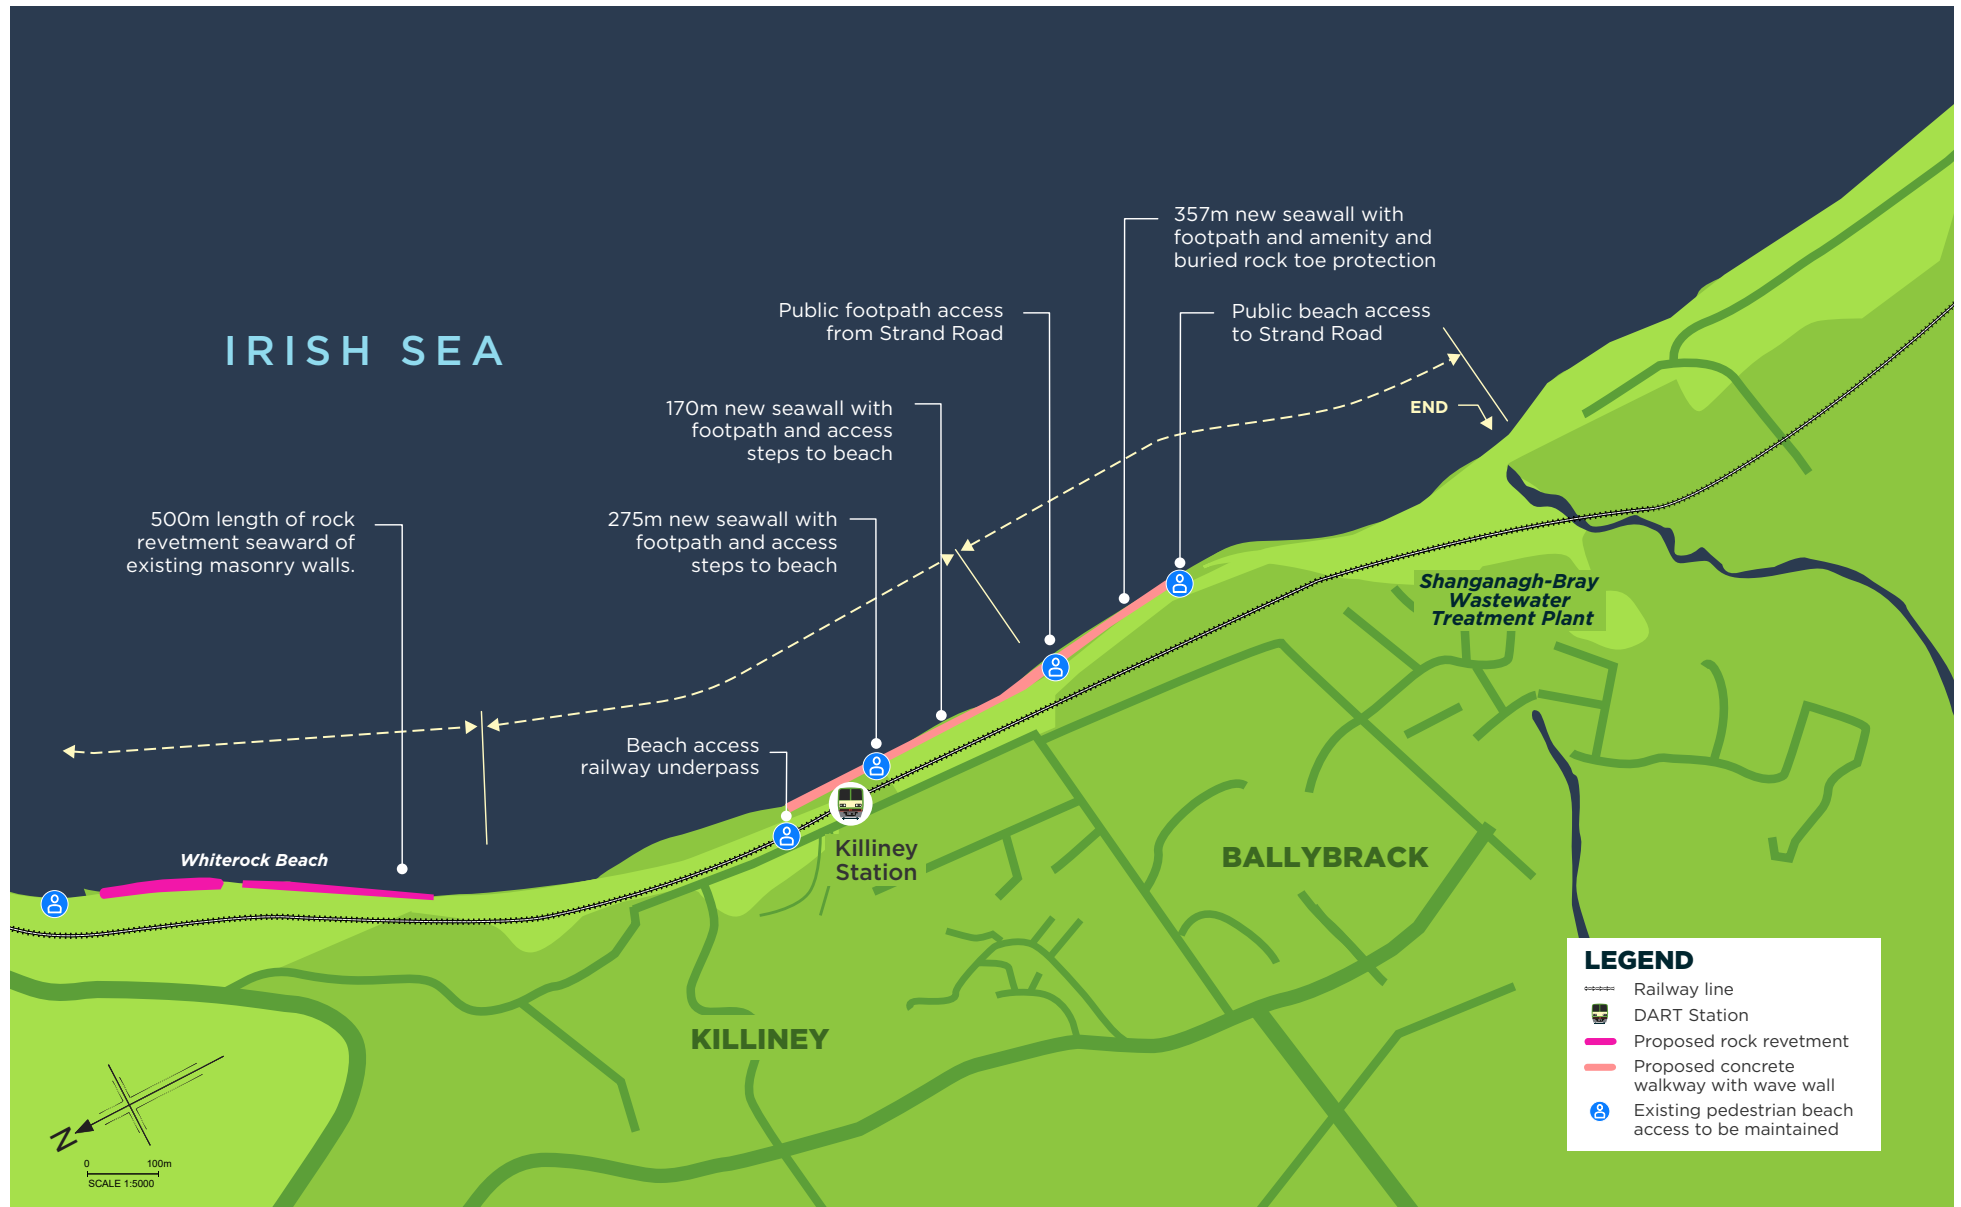 357m new seawall with
footpath and amenity and
buried rock toe protection
Public footpath access
from Strand Road
Public beach access
to Strand Road
IRISH SEA
170m new seawall with
footpath and access
steps to beach
END
500m length of rock
revetment seaward of
existing masonry walls.
275m new seawall with
footpath and access
steps to beach
Shanganagh-Bray
Wastewater
Treatment Plant
Beach access
railway underpass
Whiterock Beach
Killiney
Station
BALLYBRACK
KILLINEY
LEGEND
Railway line
DART Station
Proposed rock revetment
Proposed concrete
walkway with wave wall
Existing pedestrian beach
access to be maintained
N
0 100m
SCALE 1:5000